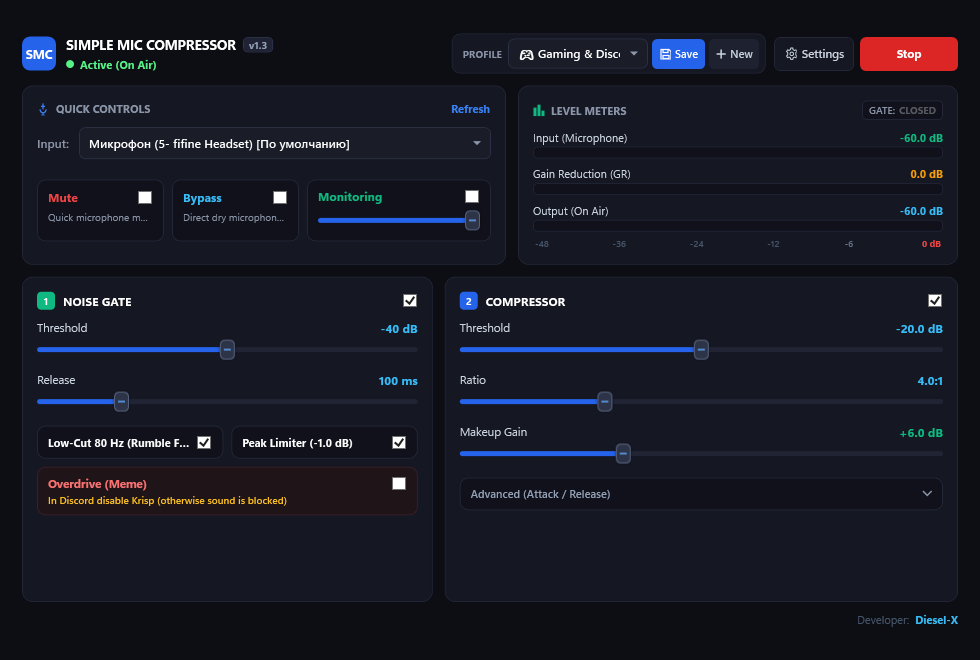 SMC
SIMPLE MIC COMPRESSOR v1.3
Active (On Air)
PROFILE Gaming & Disc Save + New Settings Stop
QUICK CONTROLS Refresh
Input: Микрофон (5- fifine Headset) [По умолчанию]
Mute
Quick microphone m...
Bypass
Direct dry microphon...
Monitoring
LEVEL METERS GATE: CLOSED
Input (Microphone) -60.0 dB
Gain Reduction (GR) 0.0 dB
Output (On Air) -60.0 dB
-48 -36 -24 -12 -6 0 dB
1 NOISE GATE
Threshold -40 dB
Release 100 ms
Low-Cut 80 Hz (Rumble F... Peak Limiter (-1.0 dB)
Overdrive (Meme)
In Discord disable Krisp (otherwise sound is blocked)
2 COMPRESSOR
Threshold -20.0 dB
Ratio 4.0:1
Makeup Gain +6.0 dB
Advanced (Attack / Release)
Developer: Diesel-X